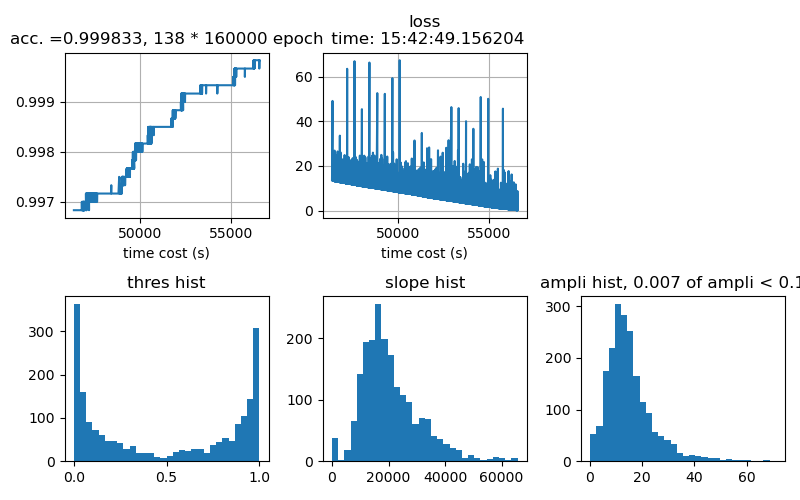 loss
acc. =0.999833, 138 * 160000 epoch time: 15:42:49.156204
0.999
0.998
0.997
50000 55000
time cost (s)
60
40
20
0
50000 55000
time cost (s)
thres hist
300
200
100
0
0.0 0.5 1.0
slope hist
200
100
0
0 20000 40000 60000
ampli hist, 0.007 of ampli < 0.1
300
200
100
0
0 20 40 60